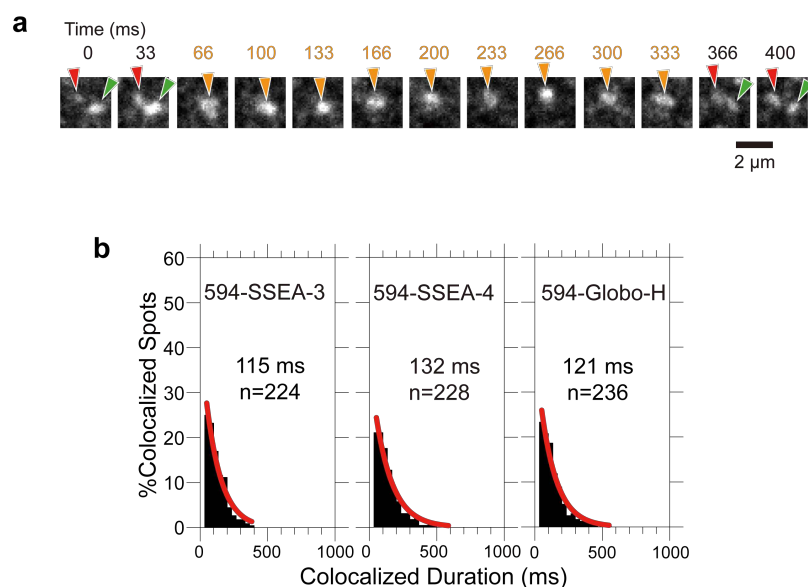 a
Time (ms)
0 33 66 100 133 166 200 233 266 300 333 366 400
2 µm
b
%Colocalized Spots
60
50
40
30
20
10
0
594-SSEA-3
115 ms
n=224
594-SSEA-4
132 ms
n=228
594-Globo-H
121 ms
n=236
0 500 1000 0 500 1000 0 500 1000
Colocalized Duration (ms)